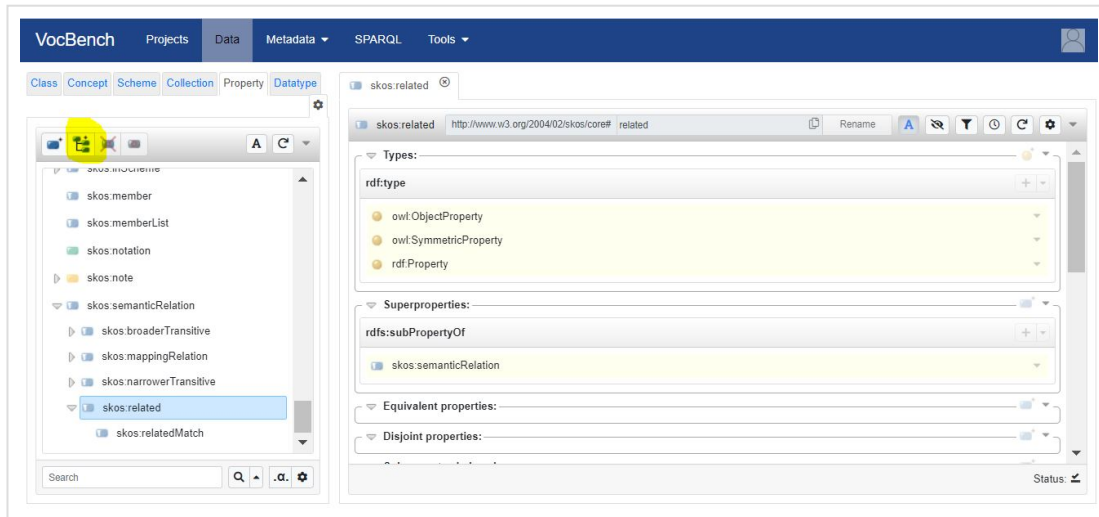 VocBench Projects Data Metadata SPARQL Tools
Class Concept Scheme Collection Property Datatype
A
skos:member
skos:memberList
skos:notation
skos:note
skos:semanticRelation
skos:broaderTransitive
skos:mappingRelation
skos:narrowerTransitive
skos:related
skos:relatedMatch
Search
.α.
skos:related
skos:related http://www.w3.org/2004/02/skos/core# related Rename A
Types:
rdf:type
owl:ObjectProperty
owl:SymmetricProperty
rdf:Property
Superproperties:
rdfs:subPropertyOf
skos:semanticRelation
Equivalent properties:
Disjoint properties:
Status: